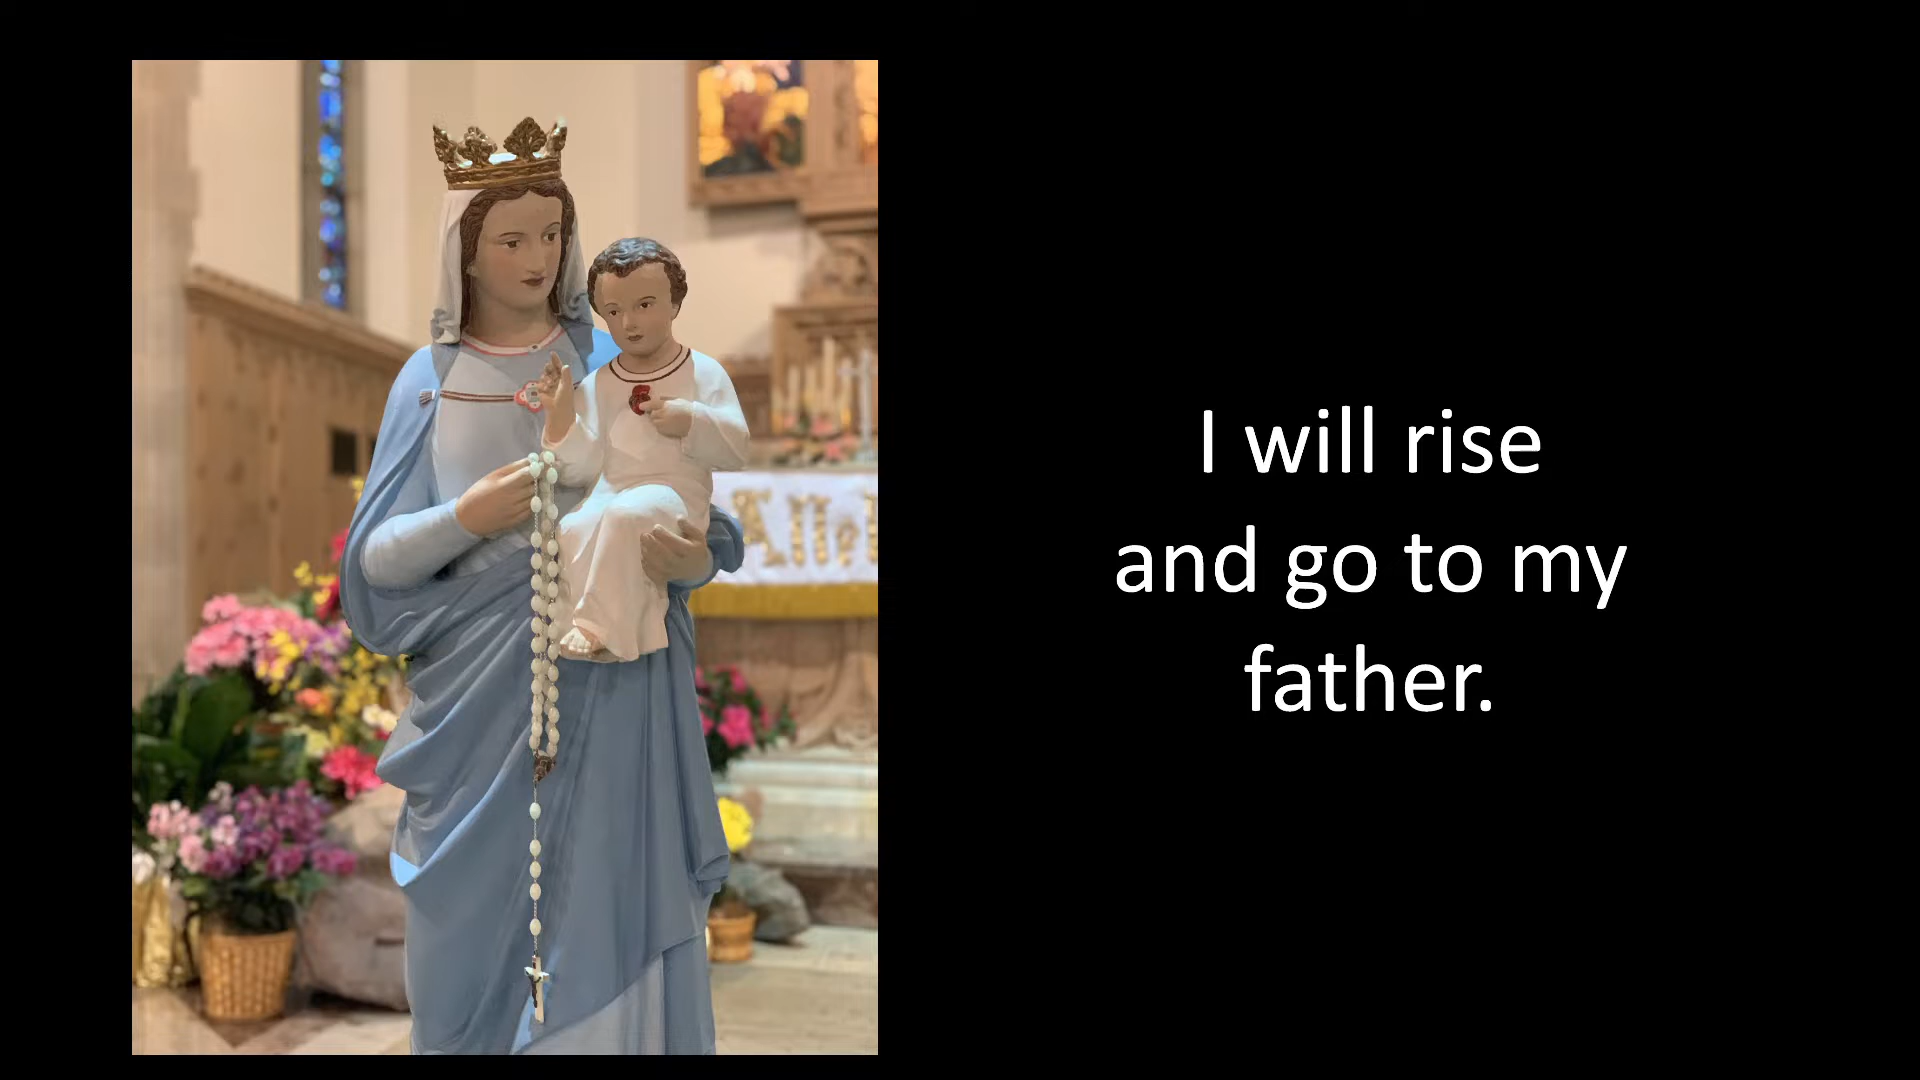 I will rise
and go to my
father.